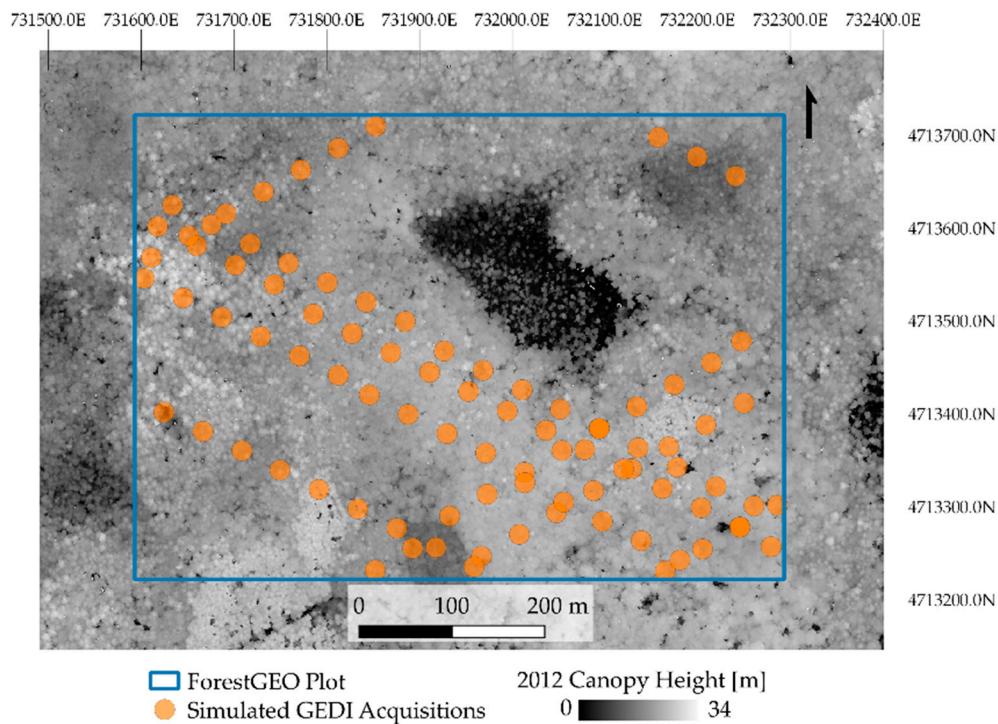 731500.0E 731600.0E 731700.0E 731800.0E 731900.0E 732000.0E 732100.0E 732200.0E 732300.0E 732400.0E
4713700.0N
4713600.0N
4713500.0N
4713400.0N
4713300.0N
4713200.0N
0 100 200 m
ForestGEO Plot
2012 Canopy Height [m]
Simulated GEDI Acquisitions
0 34